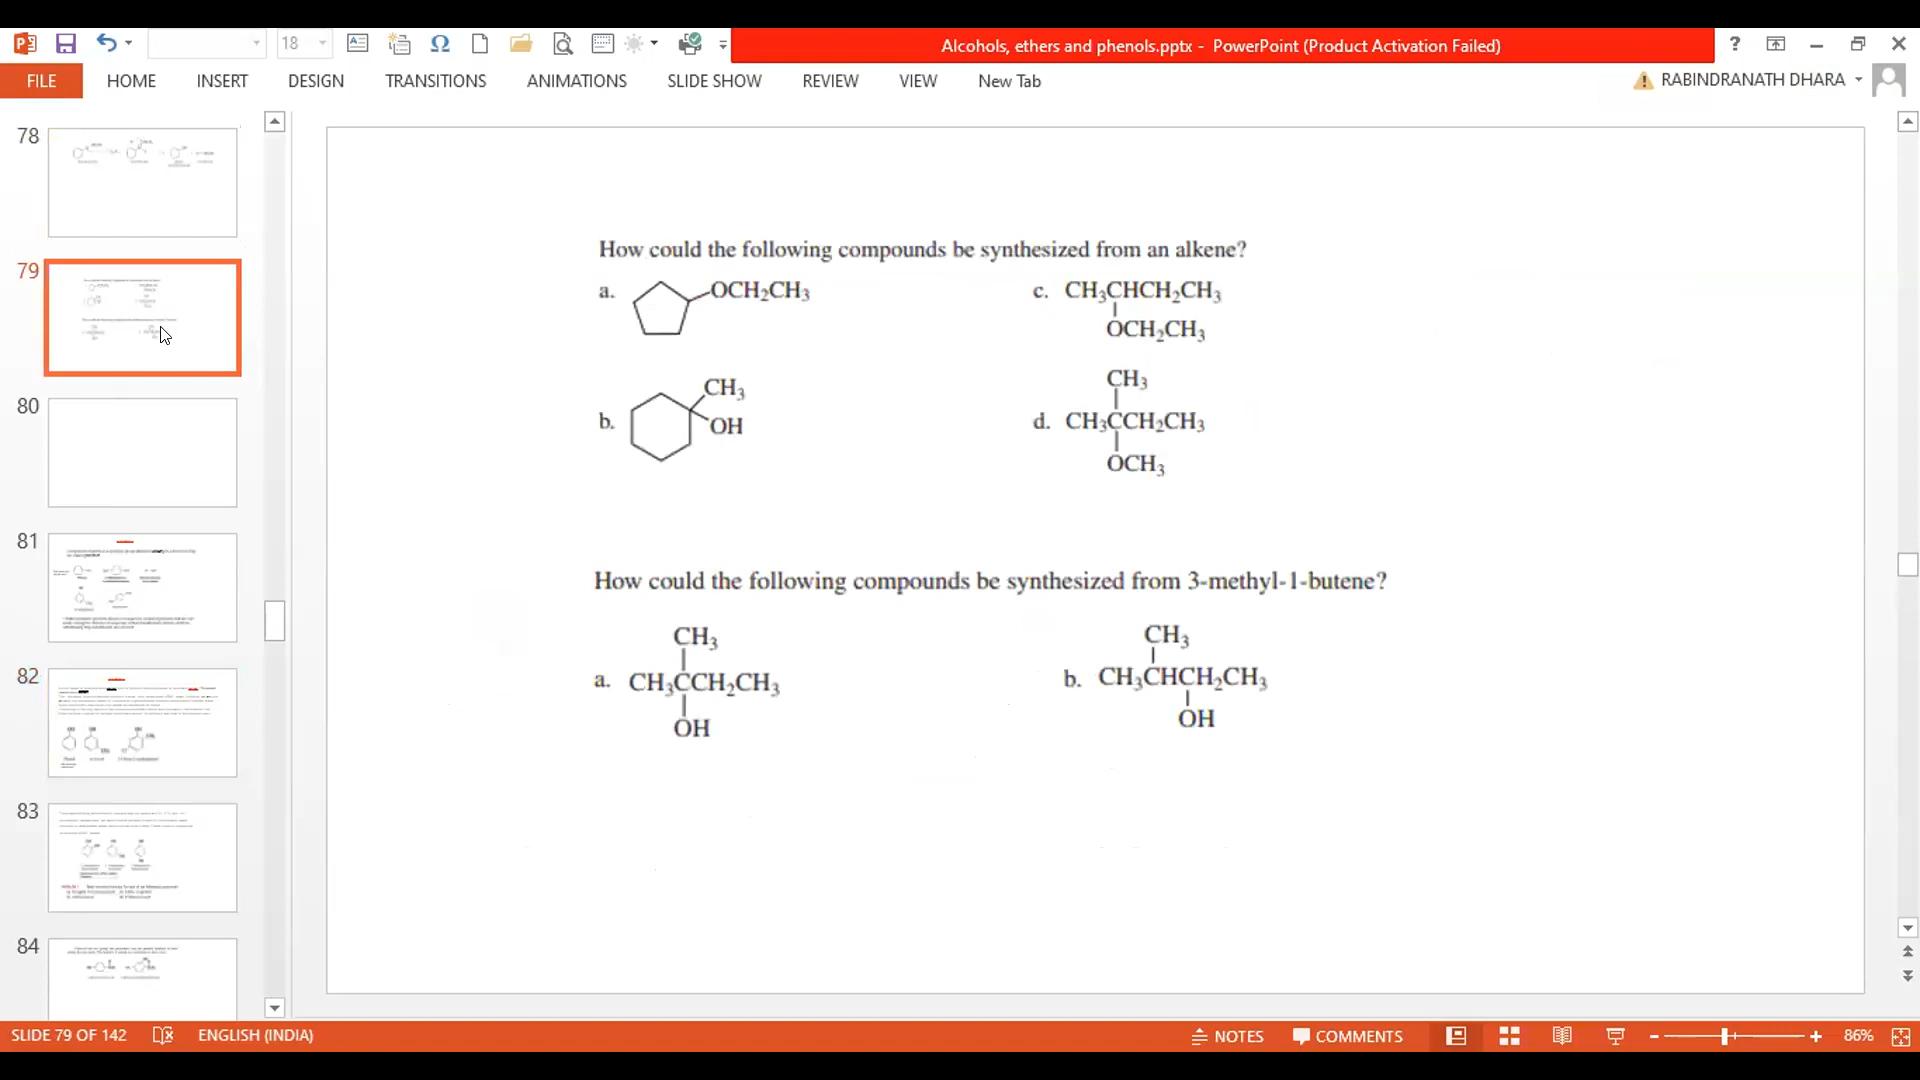 18
Alcohols, ethers and phenols.pptx - PowerPoint (Product Activation Failed)
?
FILE HOME INSERT DESIGN TRANSITIONS ANIMATIONS SLIDE SHOW REVIEW VIEW New Tab
RABINDRANATH DHARA
78
79
80
81
82
83
84
How could the following compounds be synthesized from an alkene?
a. OCH₂CH₃
c. CH₃CHCH₂CH₃
OCH₂CH₃
b. CH₃
OH
CH₃
d. CH₃CCH₂CH₃
OCH₃
How could the following compounds be synthesized from 3-methyl-1-butene?
CH₃
a. CH₃CCH₂CH₃
OH
CH₃
b. CH₃CHCH₂CH₃
OH
SLIDE 79 OF 142 ENGLISH (INDIA) NOTES COMMENTS 86%